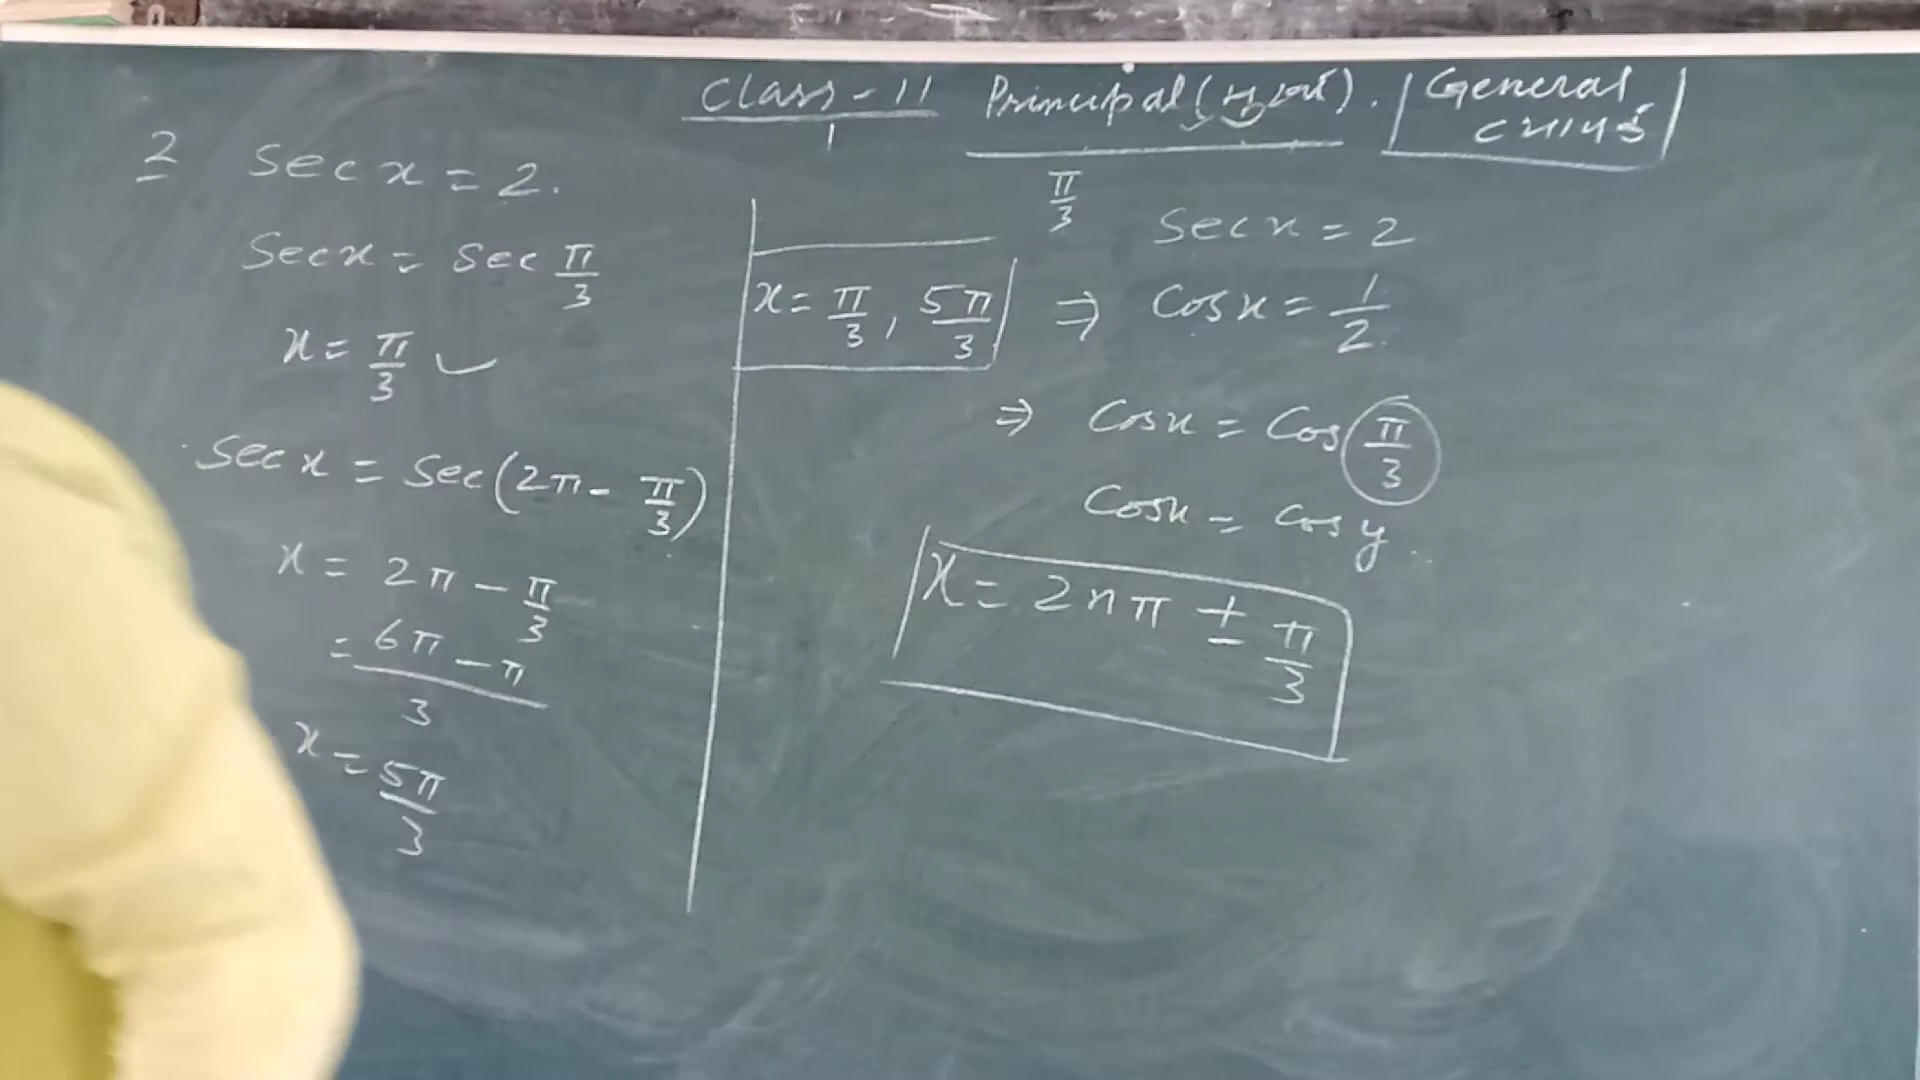 Class-11 Principal (मुख्य). General व्यापक
2 sec x = 2.
sec x = sec π/3
x = π/3 ✓
sec x = sec(2π - π/3)
x = 2π - π/3
= 6π - π / 3
x = 5π/3
x = π/3, 5π/3
π/3
sec x = 2
⇒ cos x = 1/2.
⇒ cos x = cos π/3
cos x = cos y.
x = 2nπ ± π/3